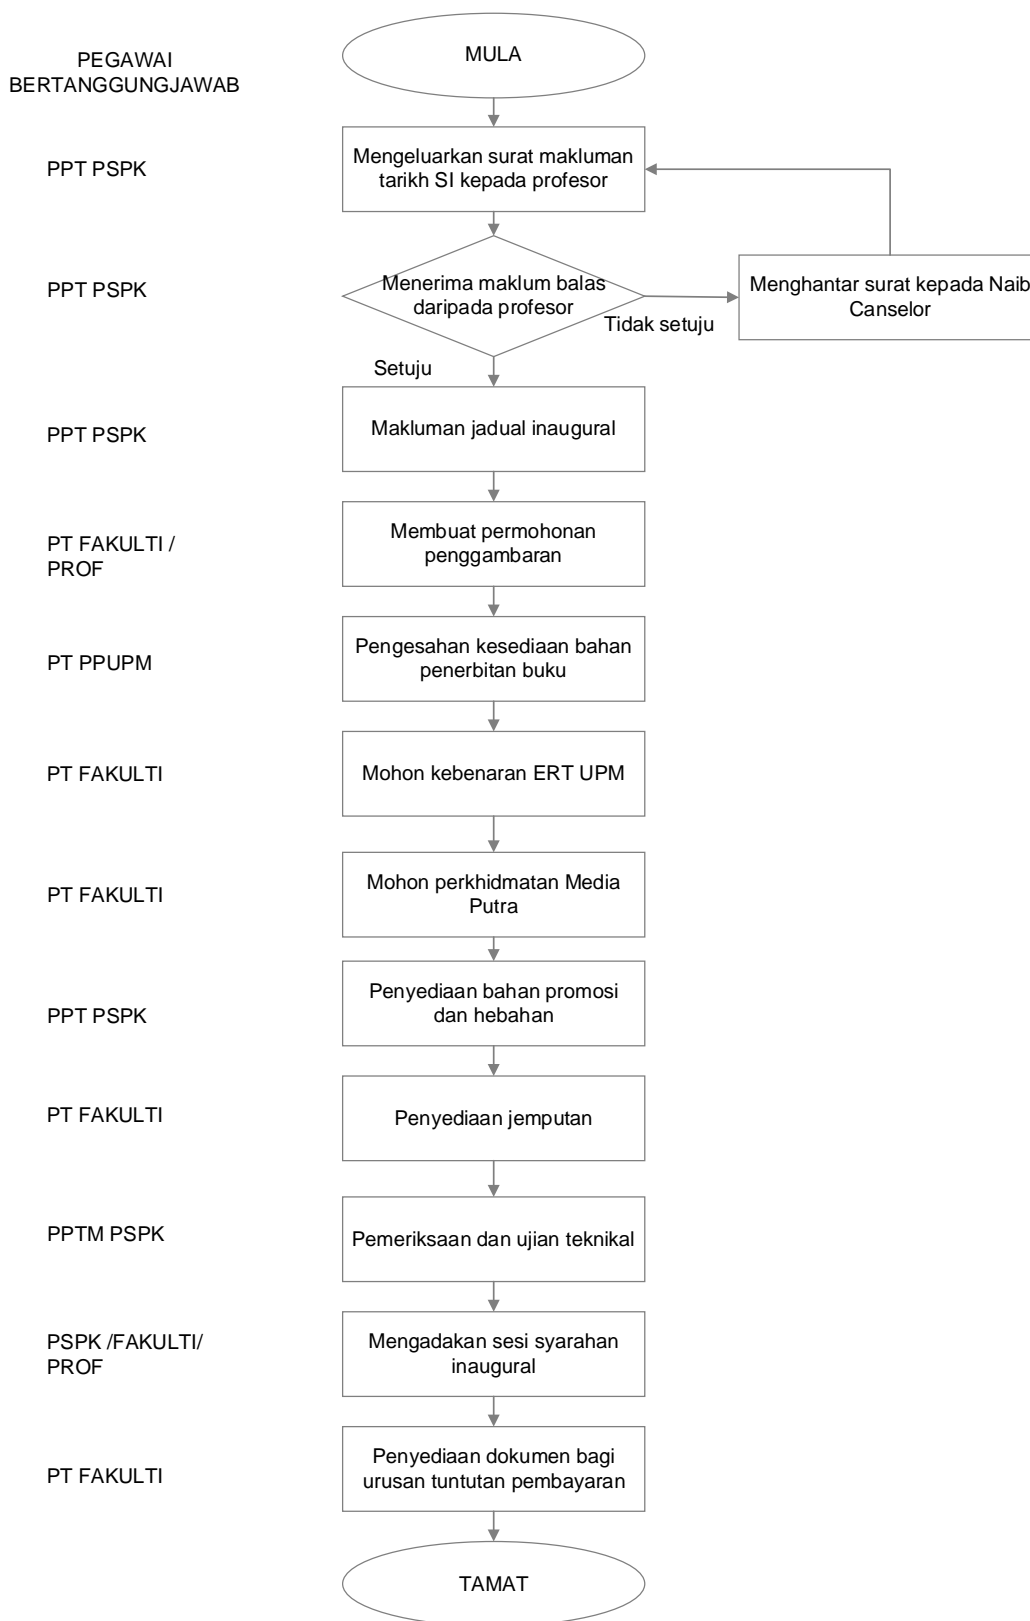 PEGAWAI
BERTANGGUNGJAWAB
MULA
PPT PSPK
Mengeluarkan surat makluman
tarikh SI kepada profesor
PPT PSPK
Menerima maklum balas
daripada profesor
Tidak setuju
Menghantar surat kepada Naib
Canselor
Setuju
PPT PSPK
Makluman jadual inaugural
PT FAKULTI /
PROF
Membuat permohonan
penggambaran
PT PPUPM
Pengesahan kesediaan bahan
penerbitan buku
PT FAKULTI
Mohon kebenaran ERT UPM
PT FAKULTI
Mohon perkhidmatan Media
Putra
PPT PSPK
Penyediaan bahan promosi
dan hebahan
PT FAKULTI
Penyediaan jemputan
PPTM PSPK
Pemeriksaan dan ujian teknikal
PSPK /FAKULTI/
PROF
Mengadakan sesi syarahan
inaugural
PT FAKULTI
Penyediaan dokumen bagi
urusan tuntutan pembayaran
TAMAT